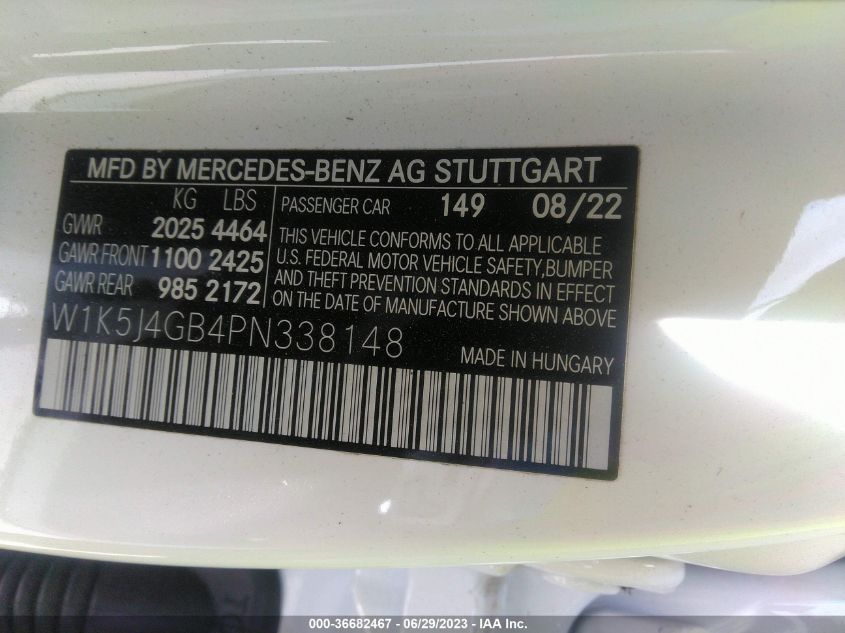 MFD BY MERCEDES-BENZ AG STUTTGART
KG LBS
GVWR 2025 4464
GAWR FRONT 1100 2425
GAWR REAR 985 2172
PASSENGER CAR 149 08/22
THIS VEHICLE CONFORMS TO ALL APPLICABLE
U.S. FEDERAL MOTOR VEHICLE SAFETY,BUMPER
AND THEFT PREVENTION STANDARDS IN EFFECT
ON THE DATE OF MANUFACTURE SHOWN ABOVE
W1K5J4GB4PN338148
MADE IN HUNGARY
000-36682467 - 06/29/2023 - IAA Inc.